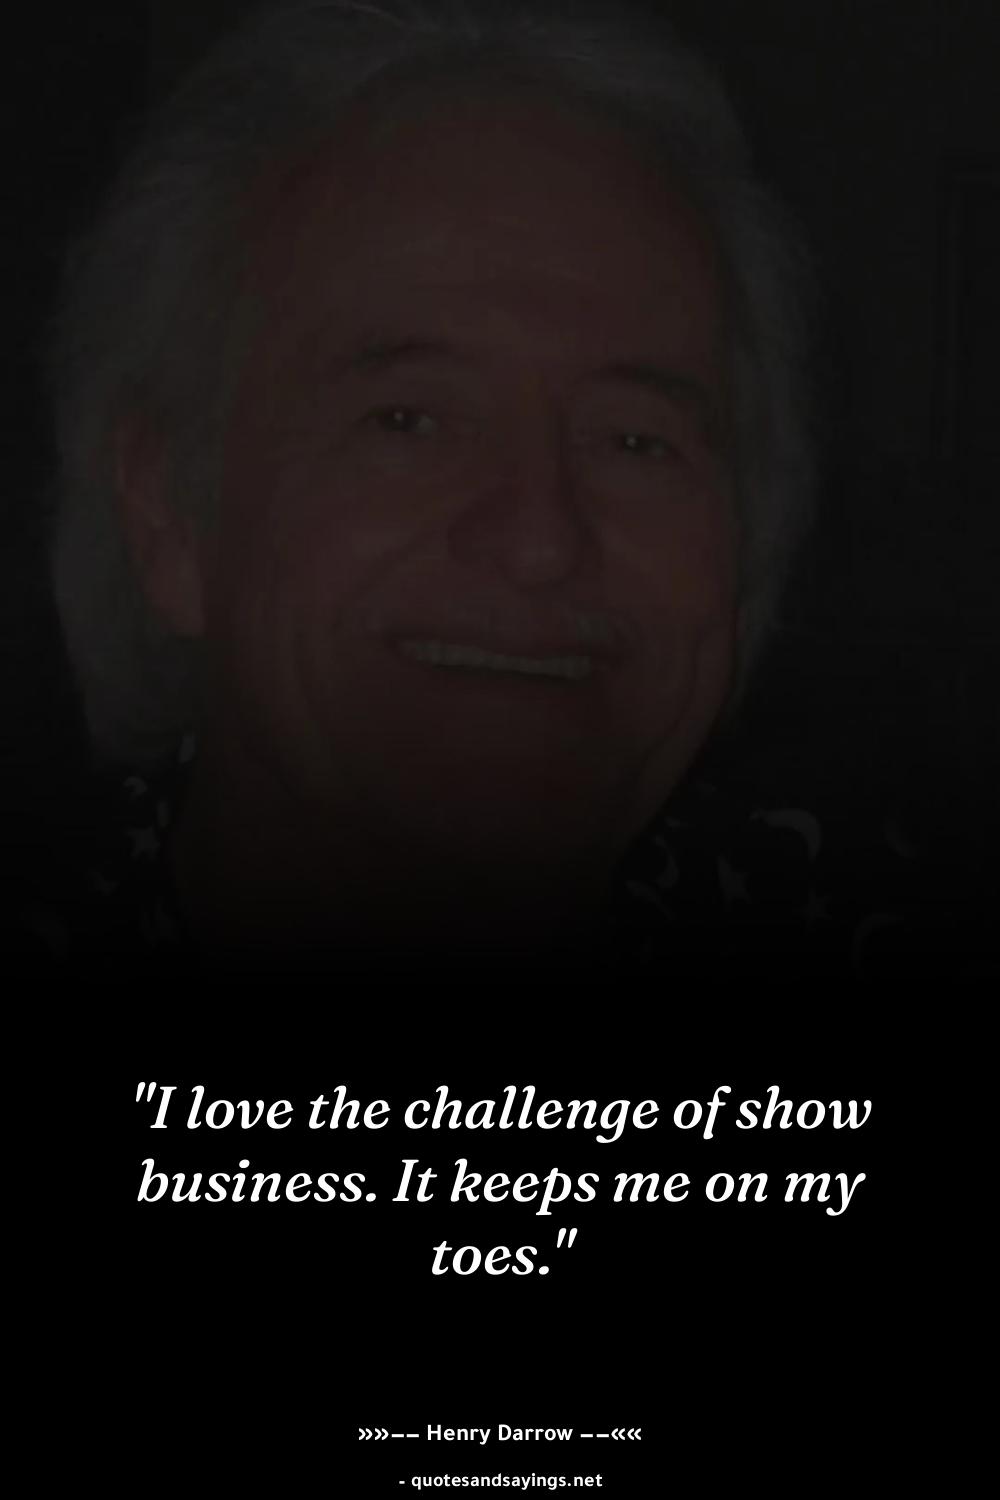 "I love the challenge of show
business. It keeps me on my
toes."
»»−− Henry Darrow −−««
- quotesandsayings.net